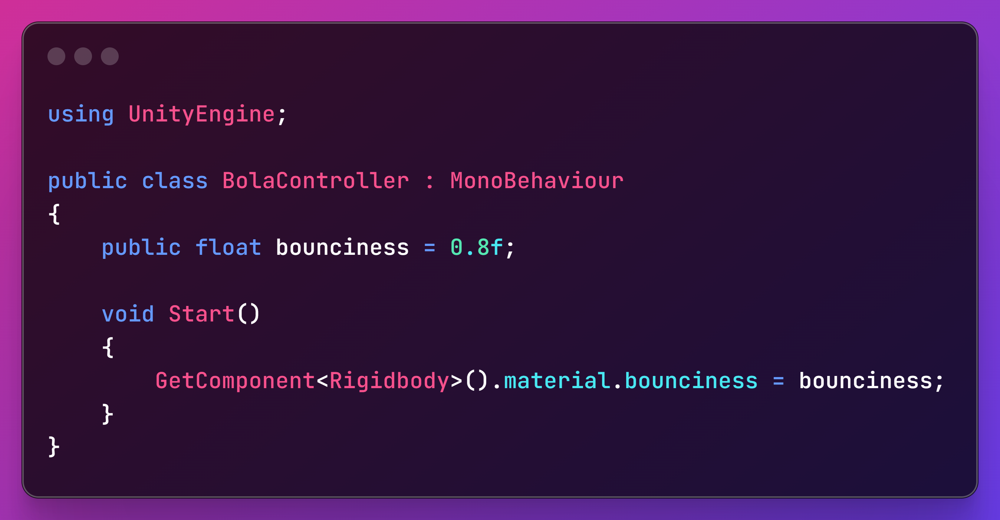 using UnityEngine;
public class BolaController : MonoBehaviour
{
    public float bounciness = 0.8f;
    void Start()
    {
        GetComponent<Rigidbody>().material.bounciness = bounciness;
    }
}